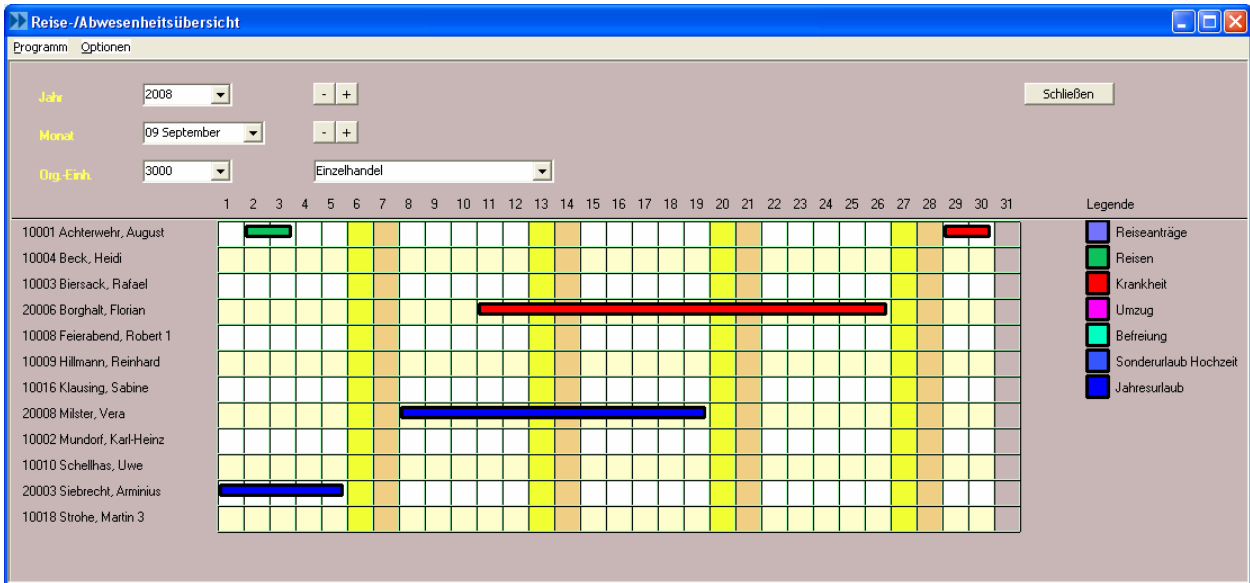 Reise-/Abwesenheitsübersicht
Programm Optionen
Jahr 2008 - + Schließen
Monat 09 September - +
Org.-Einh. 3000 Einzelhandel
1 2 3 4 5 6 7 8 9 10 11 12 13 14 15 16 17 18 19 20 21 22 23 24 25 26 27 28 29 30 31 Legende
10001 Achterwehr, August Reiseanträge
10004 Beck, Heidi Reisen
10003 Biersack, Rafael Krankheit
20006 Borghalt, Florian Umzug
10008 Feierabend, Robert 1 Befreiung
10009 Hillmann, Reinhard Sonderurlaub Hochzeit
10016 Klausing, Sabine Jahresurlaub
20008 Milster, Vera
10002 Mundorf, Karl-Heinz
10010 Schellhas, Uwe
20003 Siebrecht, Arminius
10018 Strohe, Martin 3